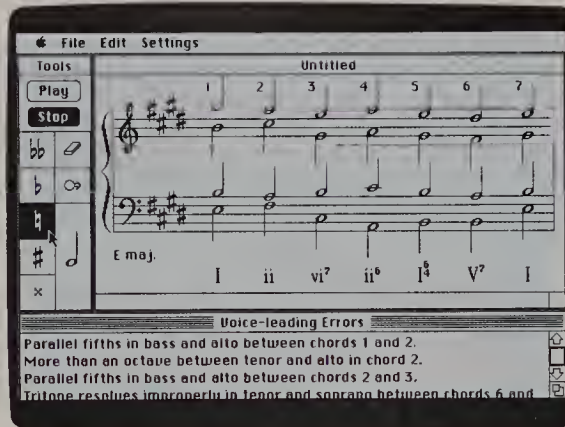 File Edit Settings
Tools
Untitled
Play
Stop
1 2 3 4 5 6 7
E maj.
I ii vi7 ii6 I6/4 V7 I
Voice-leading Errors
Parallel fifths in bass and alto between chords 1 and 2.
More than an octave between tenor and alto in chord 2.
Parallel fifths in bass and alto between chords 2 and 3.
Tritone resolves improperly in tenor and soprano between chords 6 and